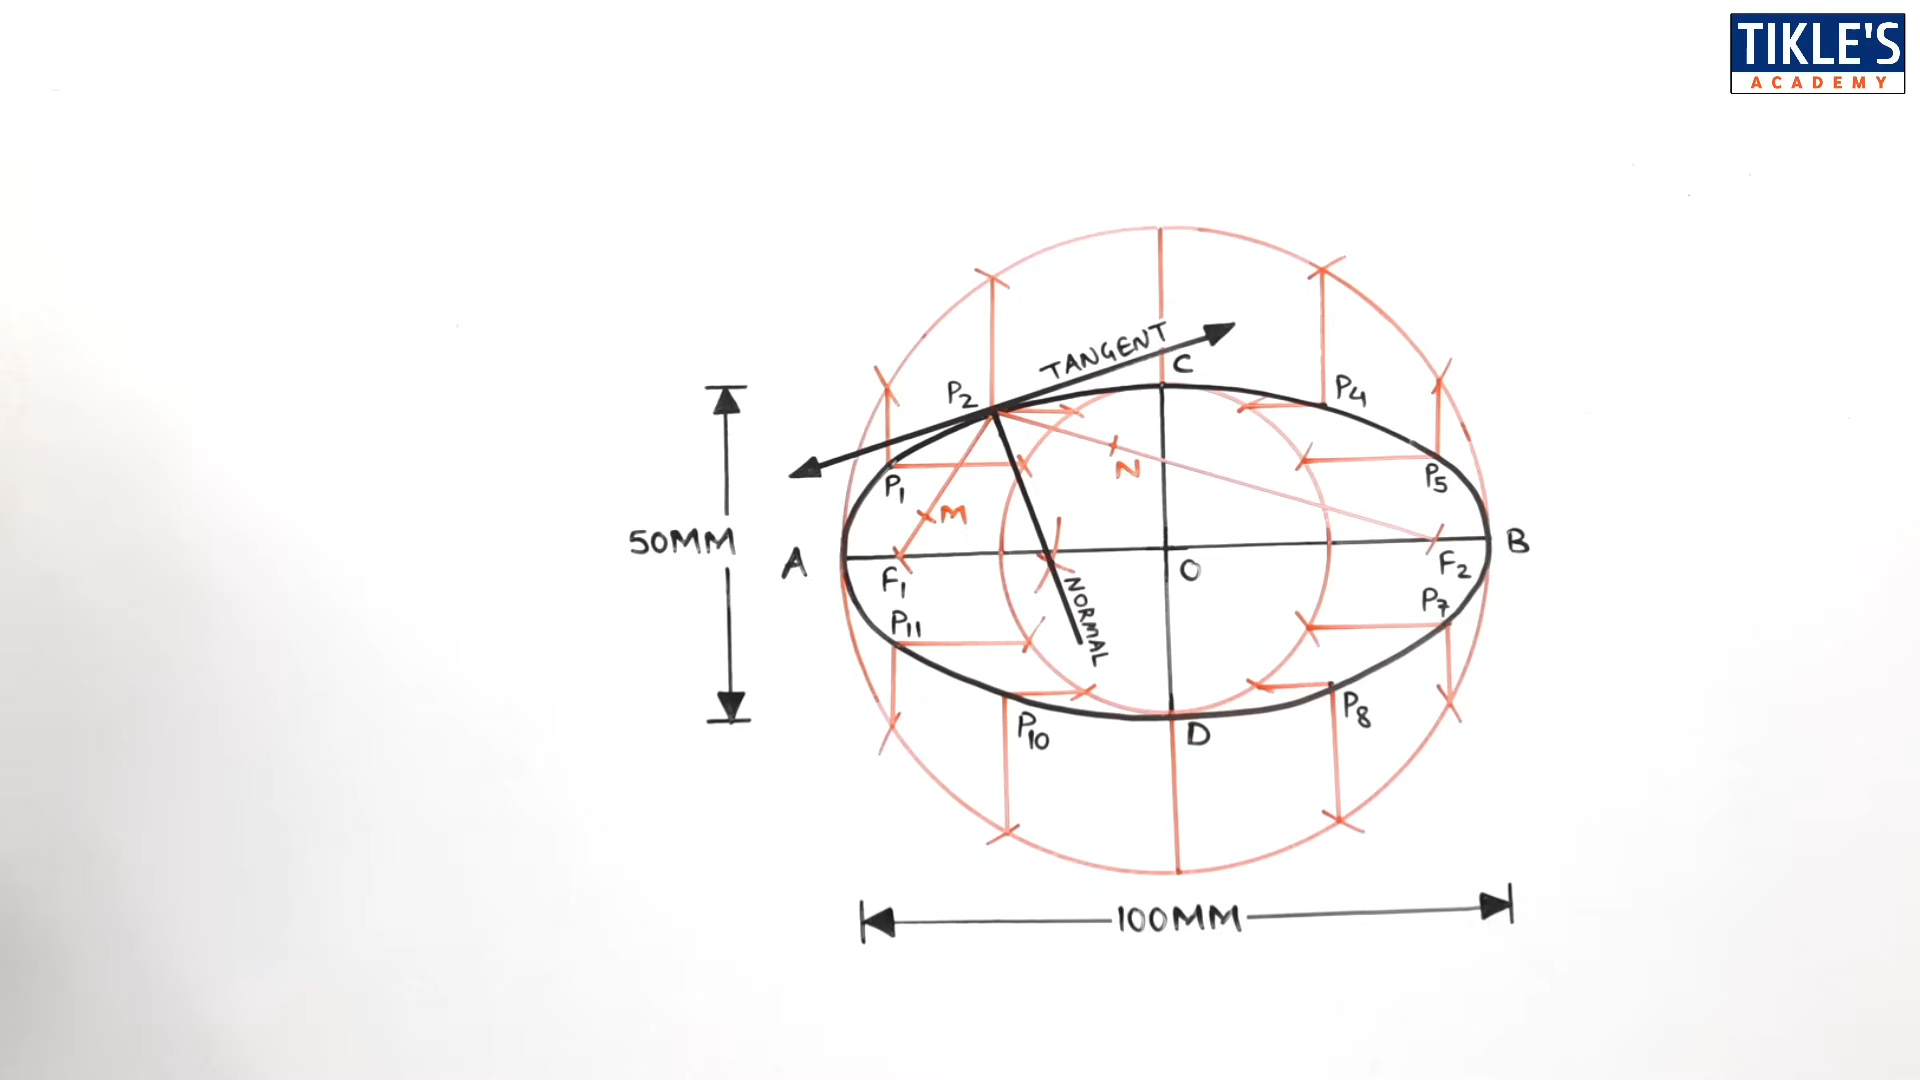 TIKLE'S
ACADEMY
TANGENT
C
P2
P4
N
P1
P5
M
50MM
A
F1
O
F2
B
NORMAL
P11
P7
P10
D
P8
100MM